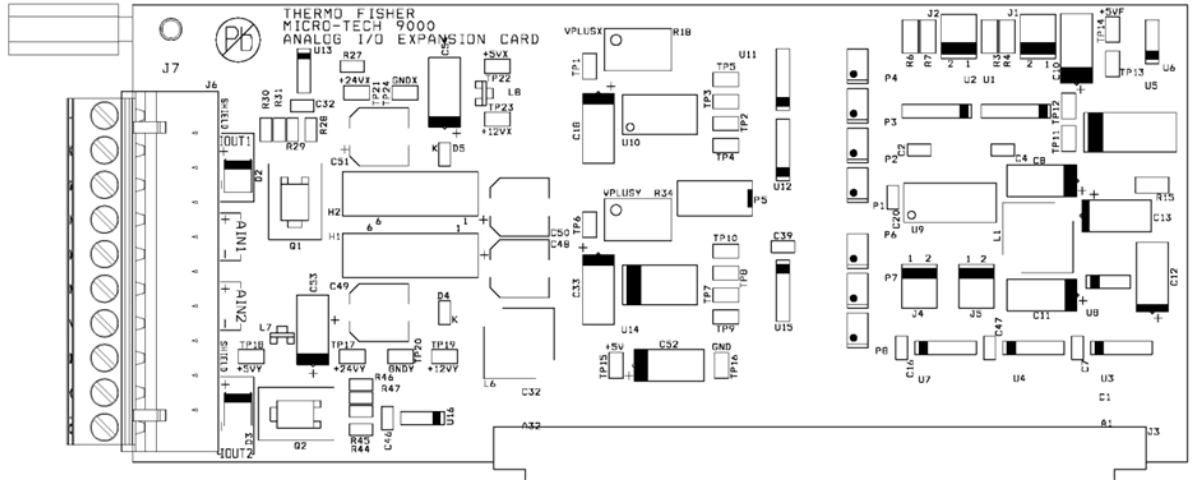 THERMO FISHER
MICRO-TECH 9000
ANALOG I/O EXPANSION CARD
Pb
J7
J6
U13
R27
C54
+5VX
TP22
L8
TP23
+12VX
+24VX
TP21
TP24
GNDX
R30
R31
C32
R28
R29
SHIELD
IOUT1
D2
C51
K
D5
Q1
H2
6
1
H1
6
1
C50
C48
AIN1
AIN2
SHIELD
C49
C53
L7
D4
K
TP18
+5VY
TP17
+24VY
TP20
GNDY
TP19
+12VY
L6
C32
R46
R47
R45
R44
C46
U16
Q2
D3
IOUT2
VPLUSX
R18
TP1
C18
U10
TP5
TP3
TP2
TP4
U11
U12
VPLUSY
R34
P5
TP6
C33
U14
TP10
TP8
TP7
TP9
C39
U15
+5V
TP15
C52
GND
TP16
P4
P3
P2
P1
P6
P7
P8
J2
J1
R6
R7
2 1
R3
R4
2 1
U2
U1
C10
+5VF
TP14
TP13
U6
U5
TP12
TP11
C2
C4
C8
R15
C20
U9
L1
C13
1 2
J4
1 2
J5
C11
U8
C12
C16
U7
C47
U4
C7
U3
C1
A32
A1
J3